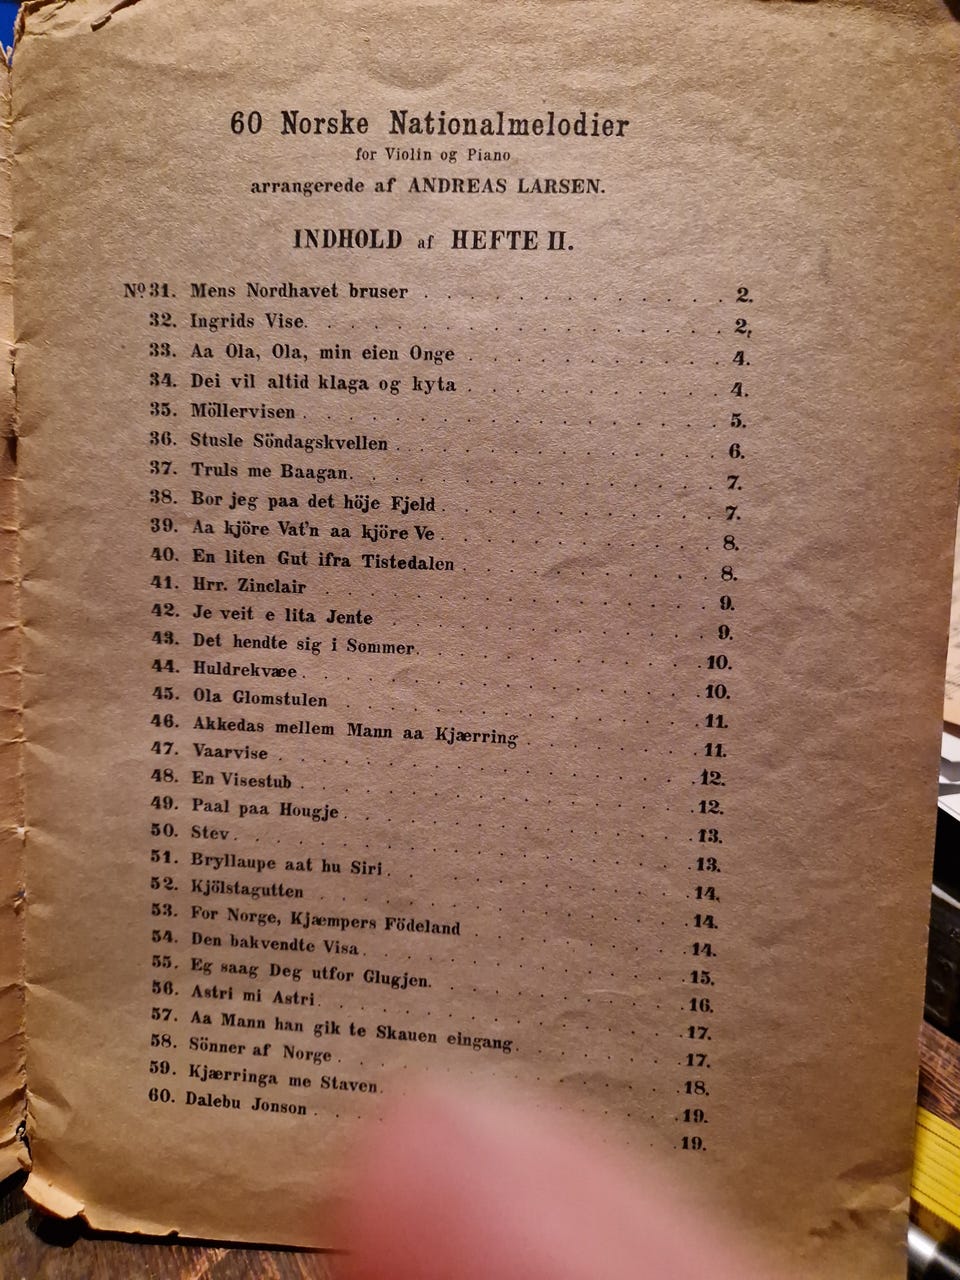 60 Norske Nationalmelodier
for Violin og Piano
arrangerede af ANDREAS LARSEN.
INDHOLD af HEFTE II.
Nº 31. Mens Nordhavet bruser . . . . . . 2.
32. Ingrids Vise. . . . . . . 2.
33. Aa Ola, Ola, min eien Onge . . . . . . 4.
34. Dei vil altid klaga og kyta . . . . . . 4.
35. Möllervisen . . . . . . 5.
36. Stusle Söndagskvellen . . . . . . 6.
37. Truls me Baagan. . . . . . . 7.
38. Bor jeg paa det höje Fjeld . . . . . . 7.
39. Aa kjöre Vat'n aa kjöre Ve . . . . . . 8.
40. En liten Gut ifra Tistedalen . . . . . . 8.
41. Hrr. Zinclair . . . . . . 9.
42. Je veit e lita Jente . . . . . . 9.
43. Det hendte sig i Sommer. . . . . . . 10.
44. Huldrekvæe . . . . . . 10.
45. Ola Glomstulen . . . . . . 11.
46. Akkedas mellem Mann aa Kjærring . . . . . . 11.
47. Vaarvise . . . . . . 12.
48. En Visestub . . . . . . 12.
49. Paal paa Hougje . . . . . . 13.
50. Stev . . . . . . 13.
51. Bryllaupe aat hu Siri . . . . . . 14.
52. Kjölstagutten . . . . . . 14.
53. For Norge, Kjæmpers Födeland . . . . . . 14.
54. Den bakvendte Visa . . . . . . 15.
55. Eg saag Deg utfor Glugjen. . . . . . . 16.
56. Astri mi Astri . . . . . . 17.
57. Aa Mann han gik te Skauen eingang . . . . . . 17.
58. Sönner af Norge . . . . . . 18.
59. Kjærringa me Staven . . . . . . 19.
60. Dalebu Jonson . . . . . . 19.